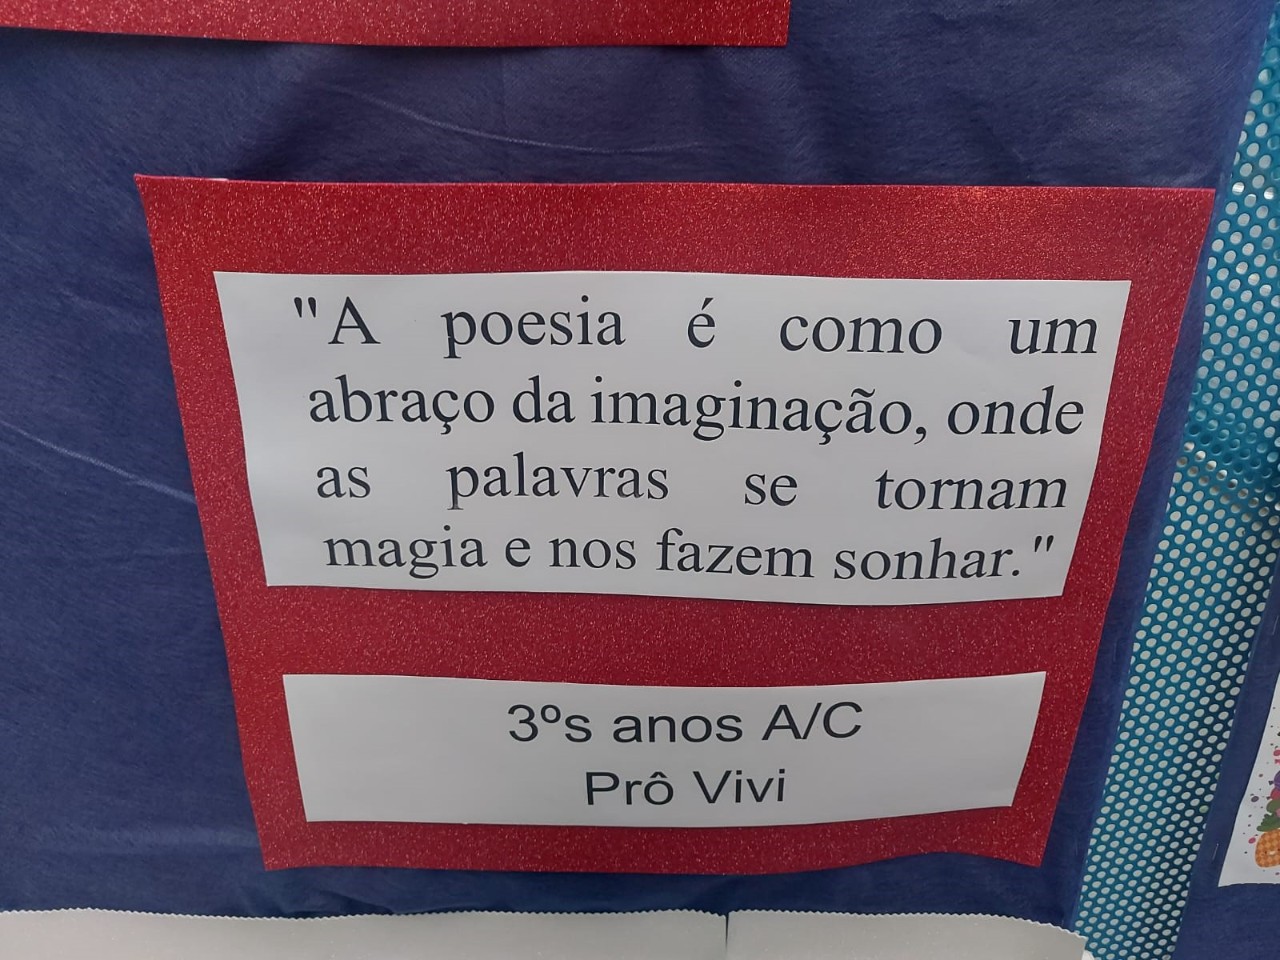 "A poesia é como um
abraço da imaginação, onde
as palavras se tornam
magia e nos fazem sonhar."
3ºs anos A/C
Prô Vivi